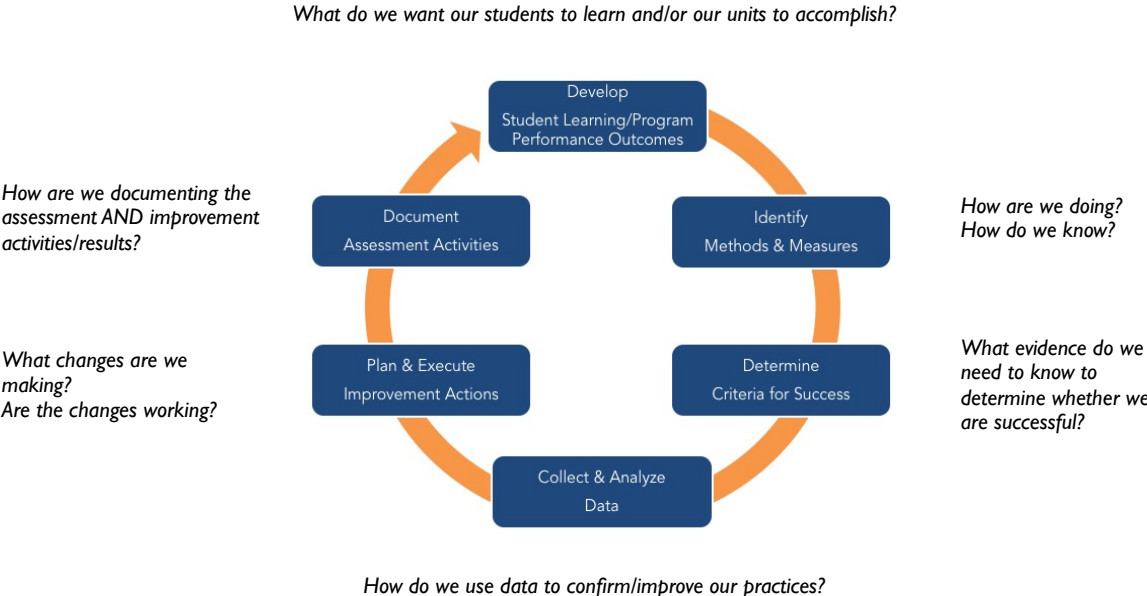 What do we want our students to learn and/or our units to accomplish?
Develop
Student Learning/Program
Performance Outcomes
Identify
Methods & Measures
How are we doing?
How do we know?
Determine
Criteria for Success
What evidence do we
need to know to
determine whether we
are successful?
Collect & Analyze
Data
How do we use data to confirm/improve our practices?
Plan & Execute
Improvement Actions
What changes are we
making?
Are the changes working?
Document
Assessment Activities
How are we documenting the
assessment AND improvement
activities/results?